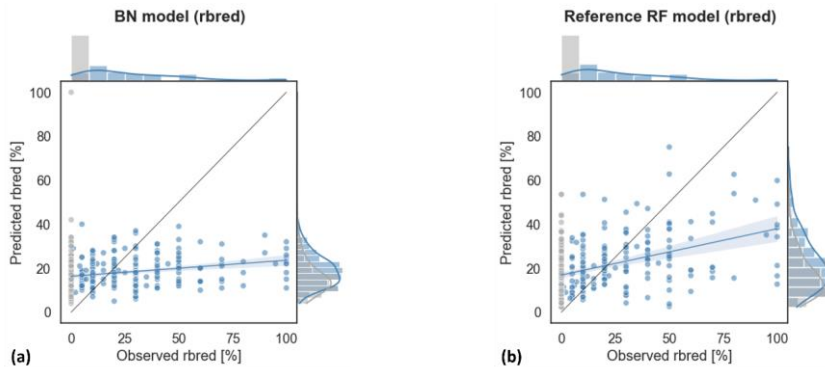 BN model (rbred)
100
80
60
40
20
0
Predicted rbred [%]
0 25 50 75 100
Observed rbred [%]
(a)
Reference RF model (rbred)
100
80
60
40
20
0
Predicted rbred [%]
0 25 50 75 100
Observed rbred [%]
(b)